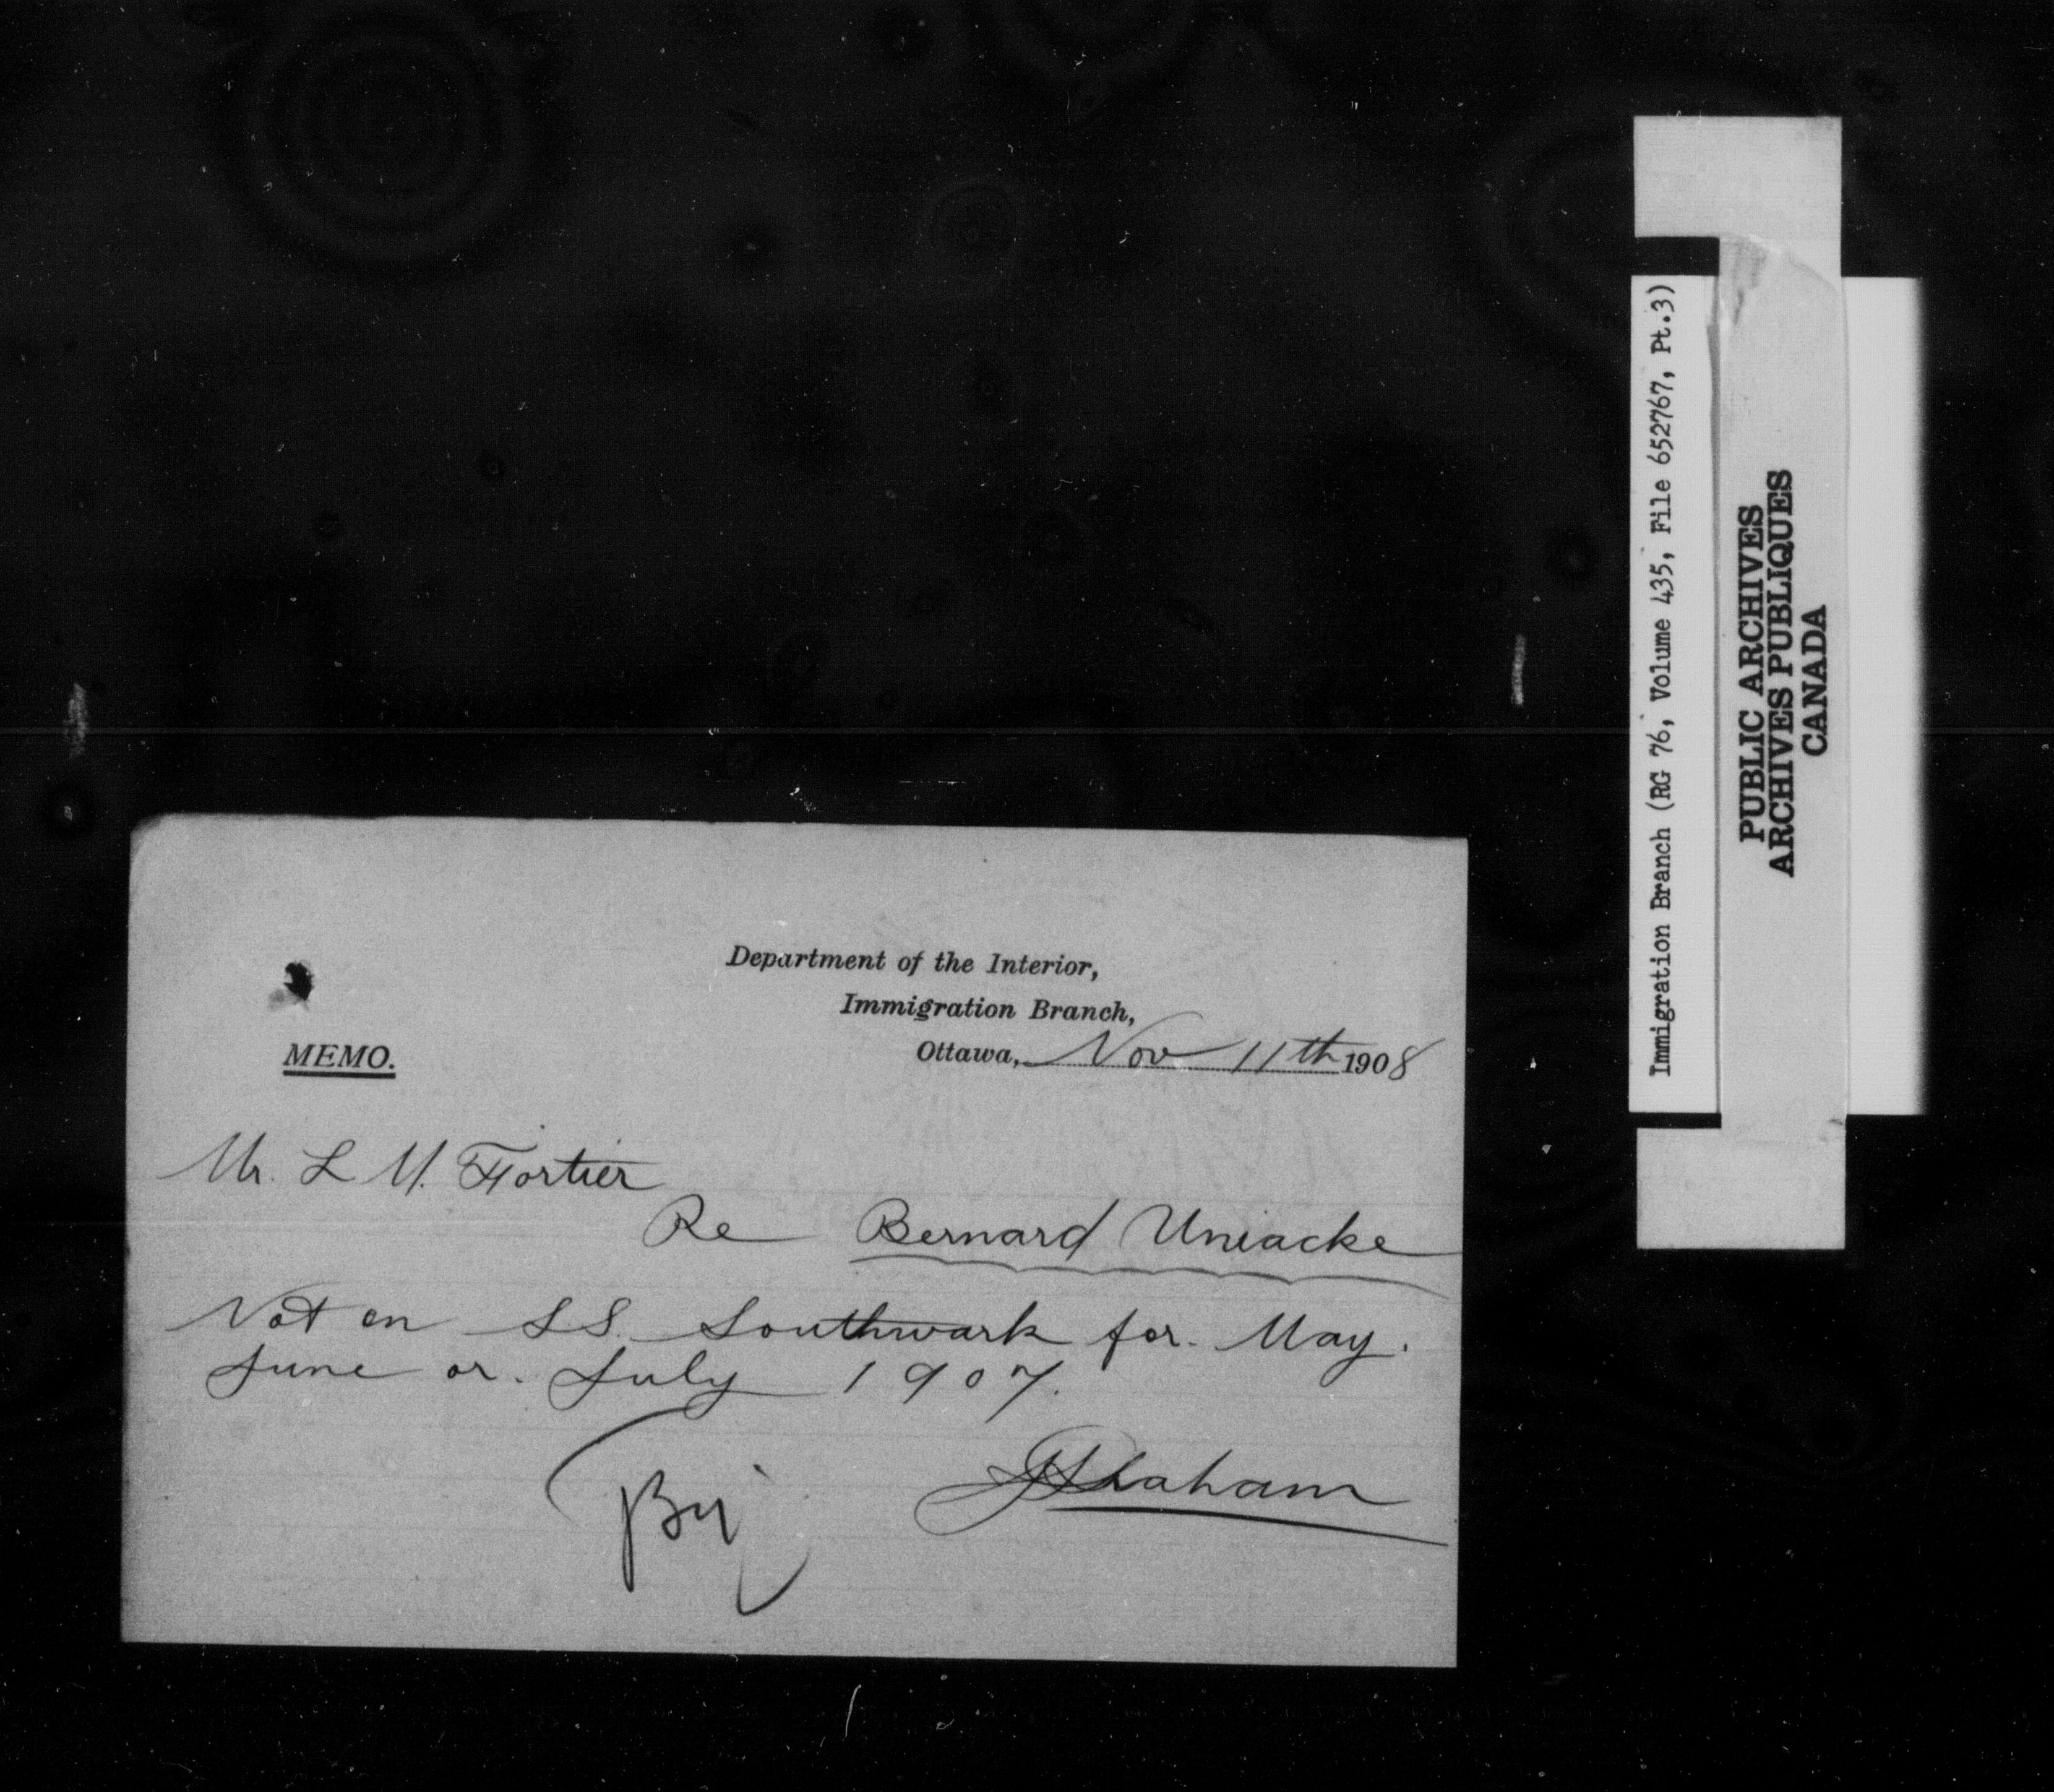 Department of the Interior,
Immigration Branch,
MEMO.
Ottawa, Nov 11th 1908
Mr. L M. Fortier
Re Bernard Uniacke
Not on SS. Southwark for. May.
June or. July 1907.
Immigration Branch (RG 76, Volume 435, File 652767, Pt.3)
PUBLIC ARCHIVES
ARCHIVES PUBLIQUES
CANADA